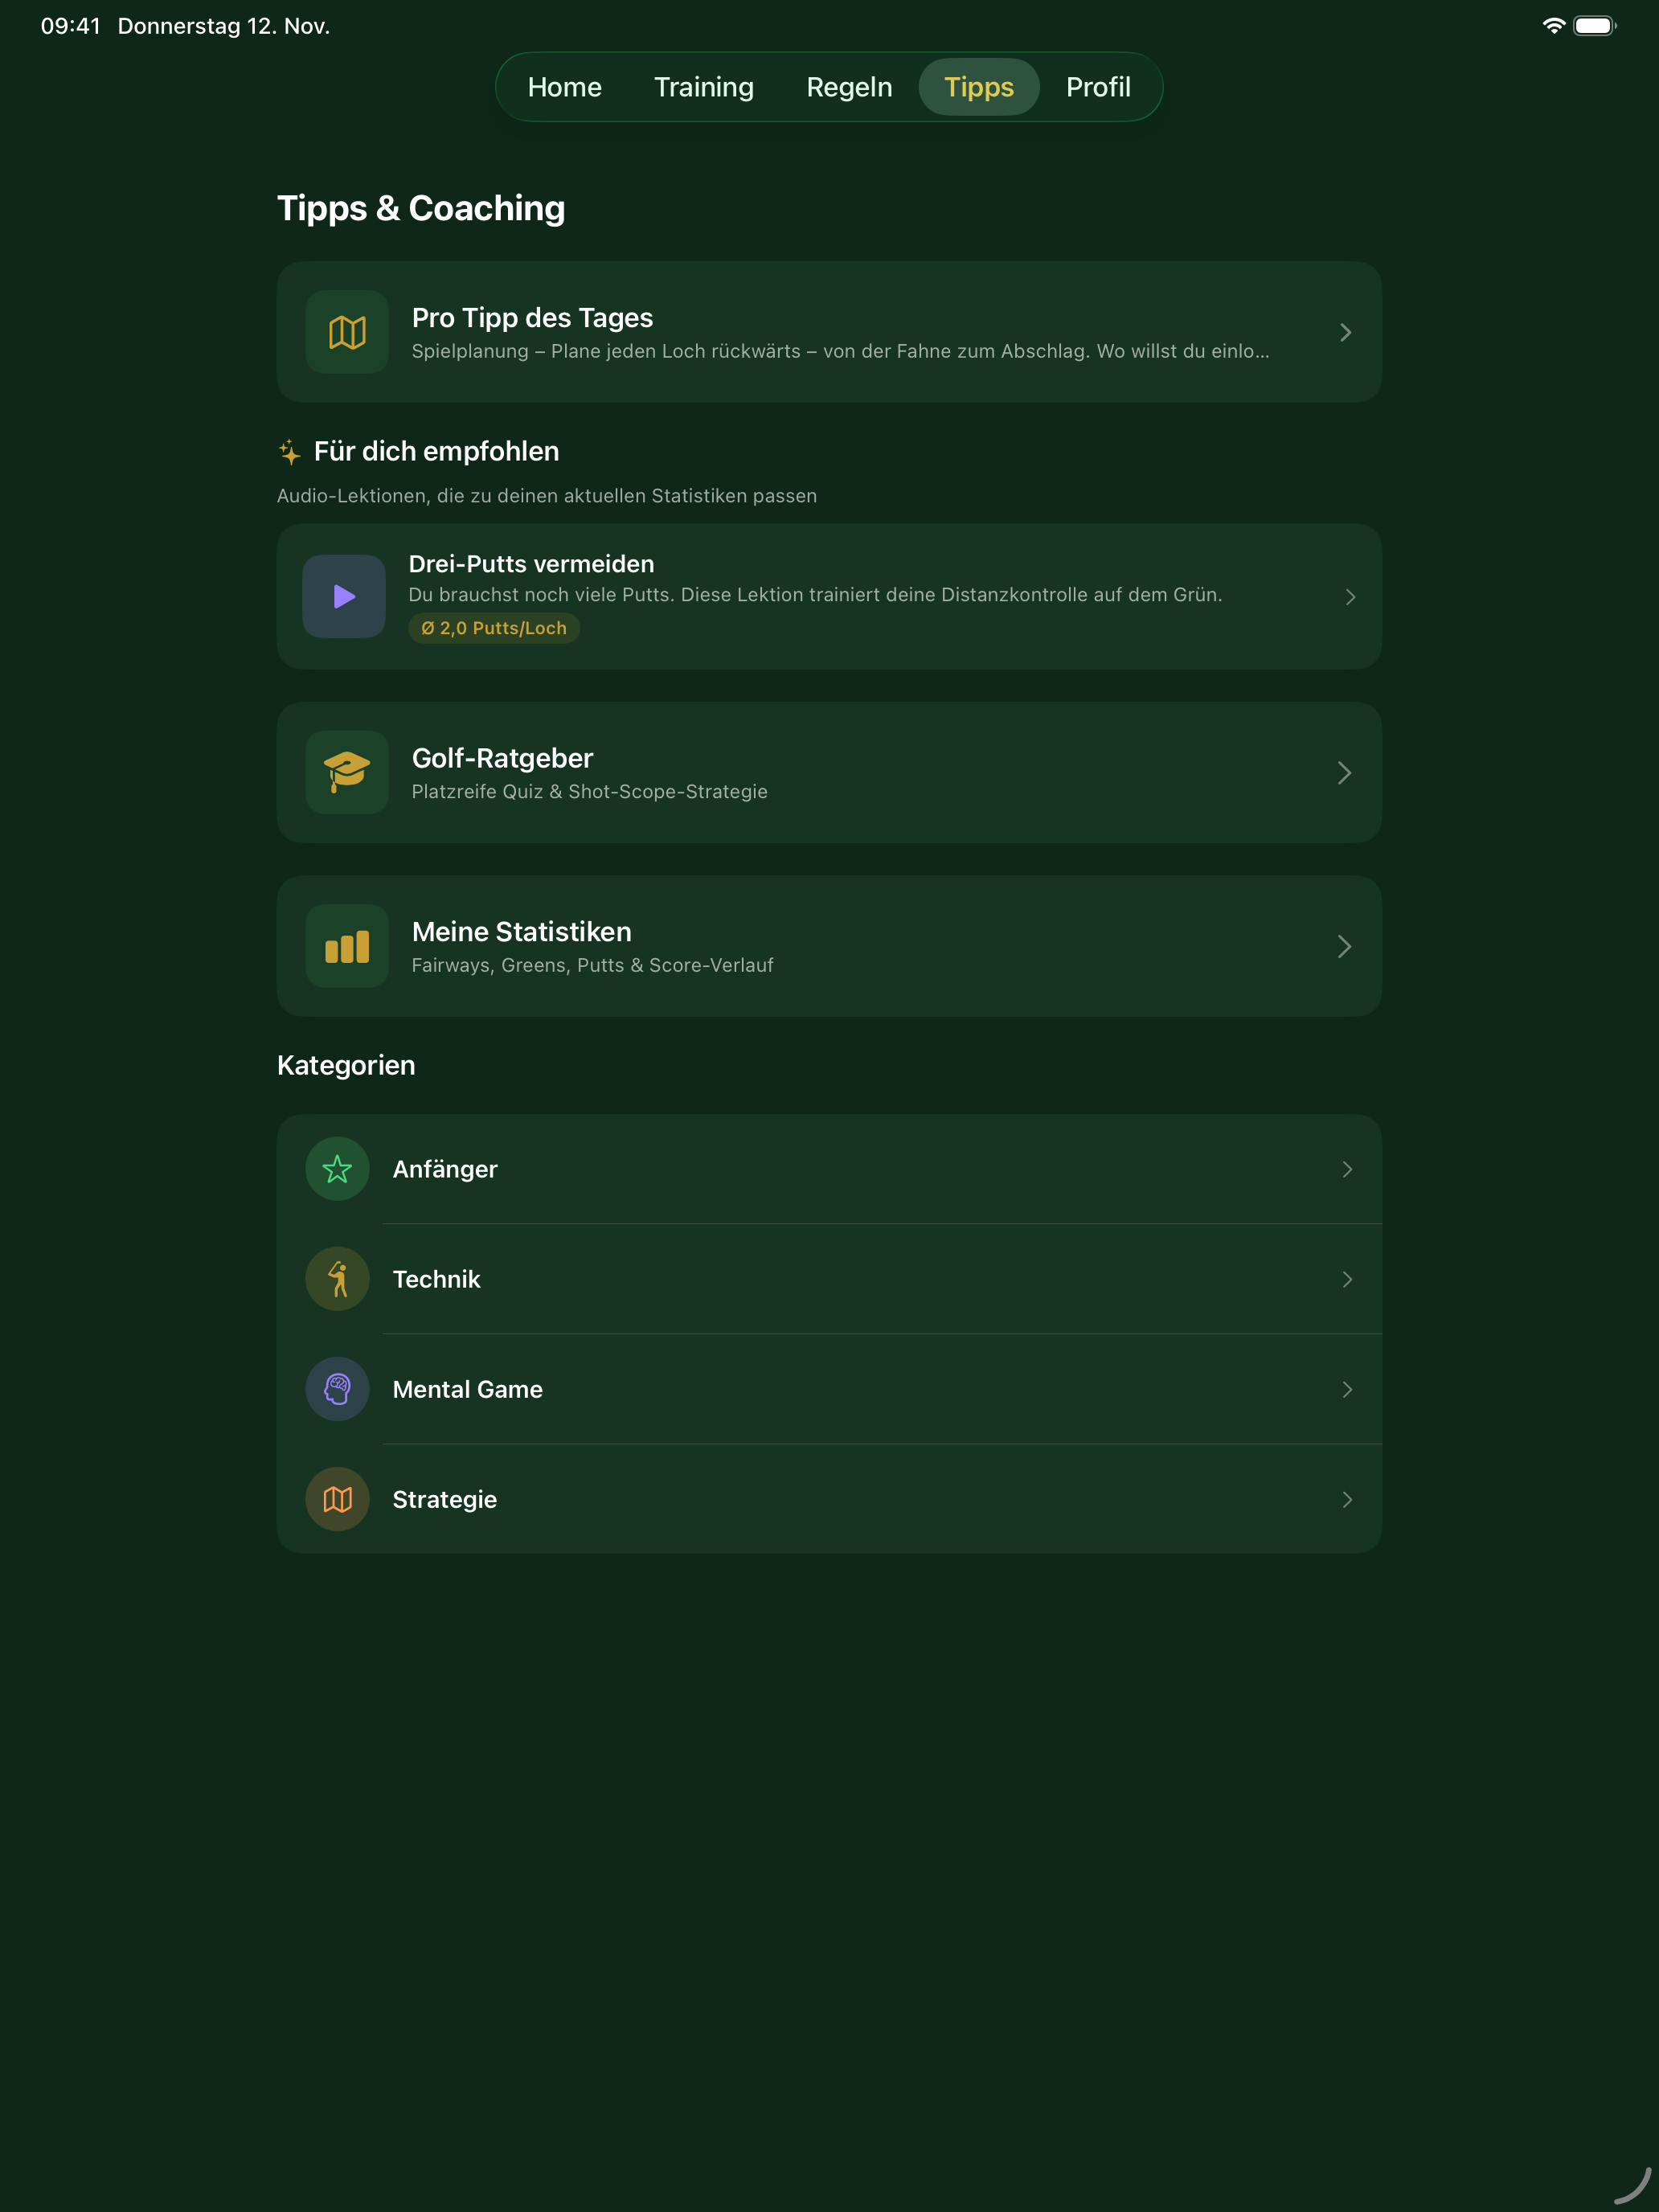 09:41 Donnerstag 12. Nov.
Home Training Regeln Tipps Profil
Tipps & Coaching
Pro Tipp des Tages
Spielplanung – Plane jeden Loch rückwärts – von der Fahne zum Abschlag. Wo willst du einlo...
Für dich empfohlen
Audio-Lektionen, die zu deinen aktuellen Statistiken passen
Drei-Putts vermeiden
Du brauchst noch viele Putts. Diese Lektion trainiert deine Distanzkontrolle auf dem Grün.
Ø 2,0 Putts/Loch
Golf-Ratgeber
Platzreife Quiz & Shot-Scope-Strategie
Meine Statistiken
Fairways, Greens, Putts & Score-Verlauf
Kategorien
Anfänger
Technik
Mental Game
Strategie